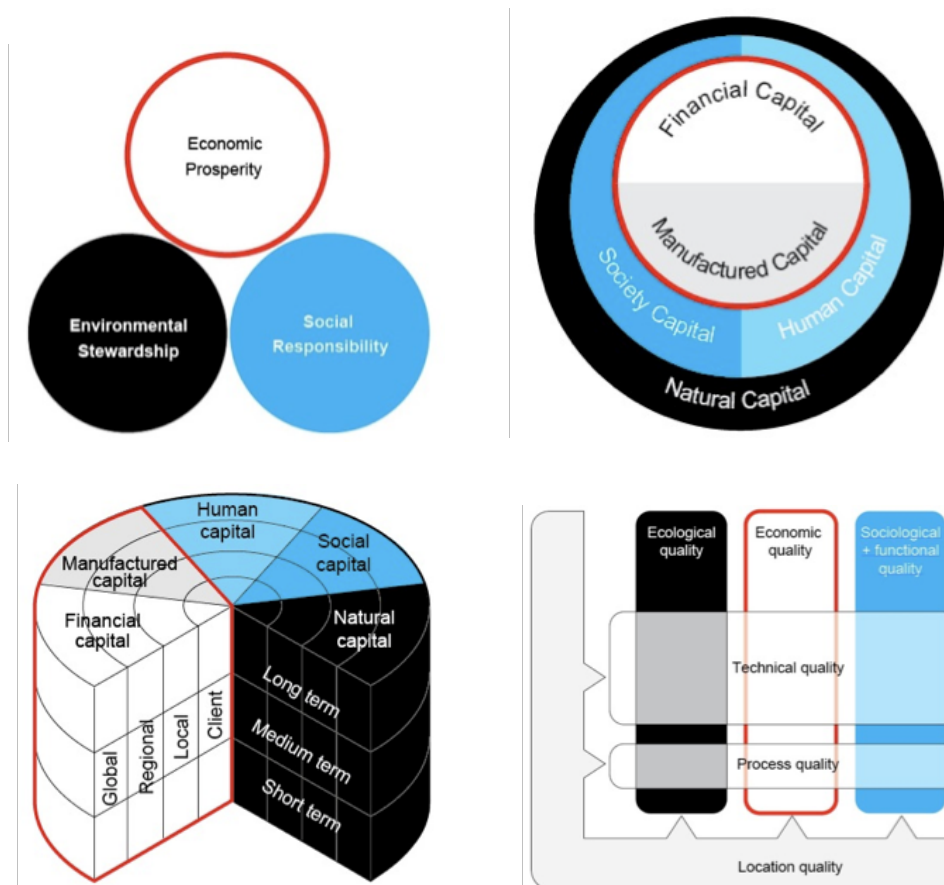 Economic
Prosperity
Environmental
Stewardship
Social
Responsibility
Financial Capital
Manufactured Capital
Society Capital
Human Capital
Natural Capital
Human
capital
Social
capital
Manufactured
capital
Financial
capital
Natural
capital
Global
Regional
Local
Client
Long term
Medium term
Short term
Ecological
quality
Economic
quality
Sociological
+ functional
quality
Technical quality
Process quality
Location quality